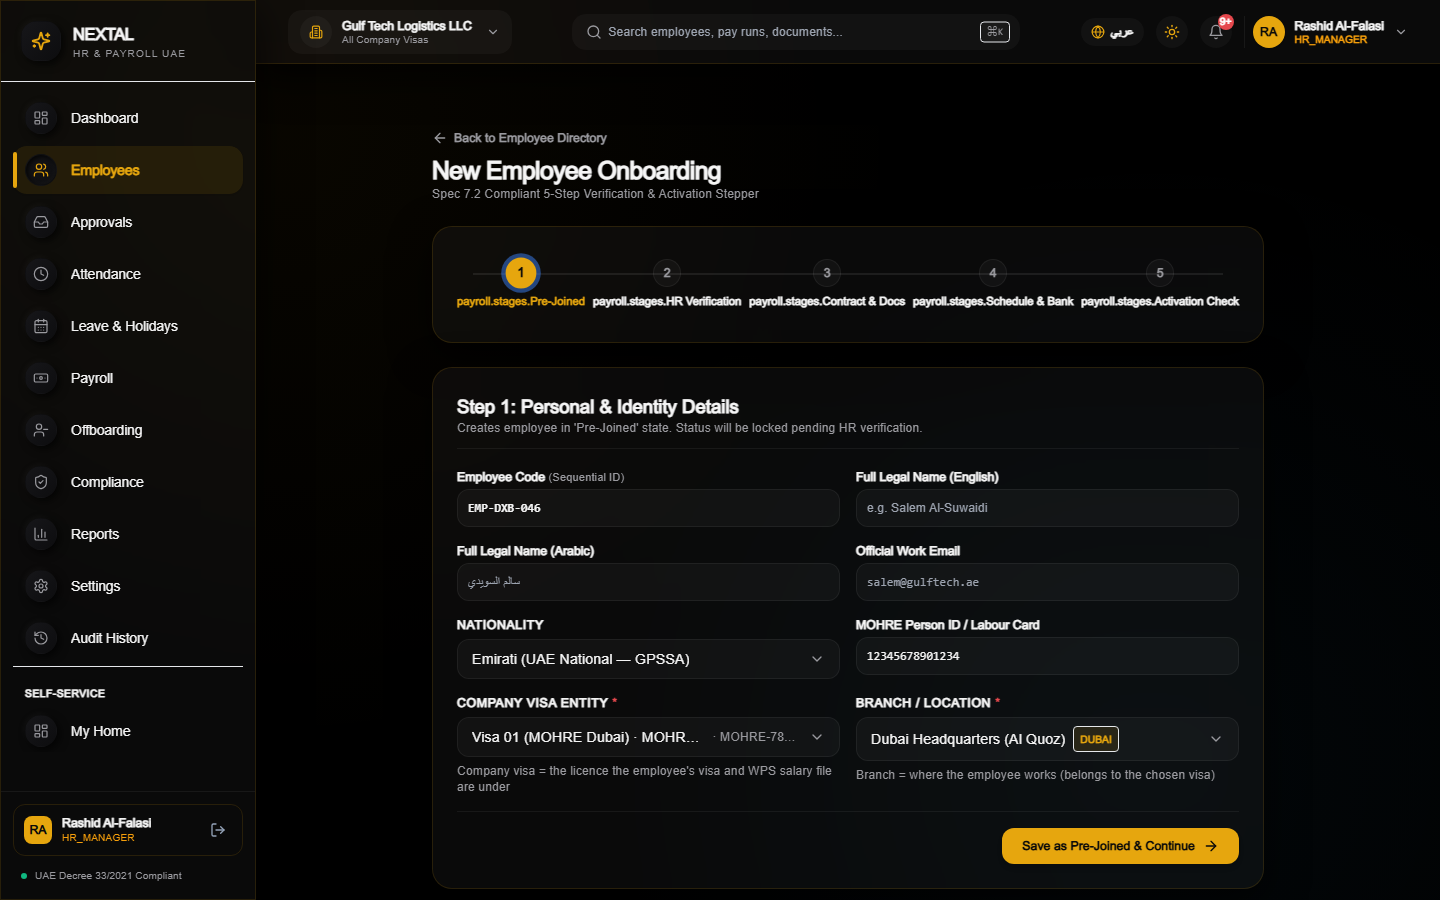 NEXTAL
HR & PAYROLL UAE
Gulf Tech Logistics LLC
All Company Visas
Search employees, pay runs, documents...
⌘K
عربي
9+
RA
Rashid Al-Falasi
HR_MANAGER
Dashboard
Employees
Approvals
Attendance
Leave & Holidays
Payroll
Offboarding
Compliance
Reports
Settings
Audit History
SELF-SERVICE
My Home
RA
Rashid Al-Falasi
HR_MANAGER
UAE Decree 33/2021 Compliant
Back to Employee Directory
New Employee Onboarding
Spec 7.2 Compliant 5-Step Verification & Activation Stepper
1 2 3 4 5
payroll.stages.Pre-Joined payroll.stages.HR Verification payroll.stages.Contract & Docs payroll.stages.Schedule & Bank payroll.stages.Activation Check
Step 1: Personal & Identity Details
Creates employee in 'Pre-Joined' state. Status will be locked pending HR verification.
Employee Code (Sequential ID)
EMP-DXB-046
Full Legal Name (English)
e.g. Salem Al-Suwaidi
Full Legal Name (Arabic)
سالم السويدي
Official Work Email
salem@gulftech.ae
NATIONALITY
Emirati (UAE National — GPSSA)
MOHRE Person ID / Labour Card
12345678901234
COMPANY VISA ENTITY *
Visa 01 (MOHRE Dubai) · MOHR... · MOHRE-78...
Company visa = the licence the employee's visa and WPS salary file
are under
BRANCH / LOCATION *
Dubai Headquarters (Al Quoz) DUBAI
Branch = where the employee works (belongs to the chosen visa)
Save as Pre-Joined & Continue